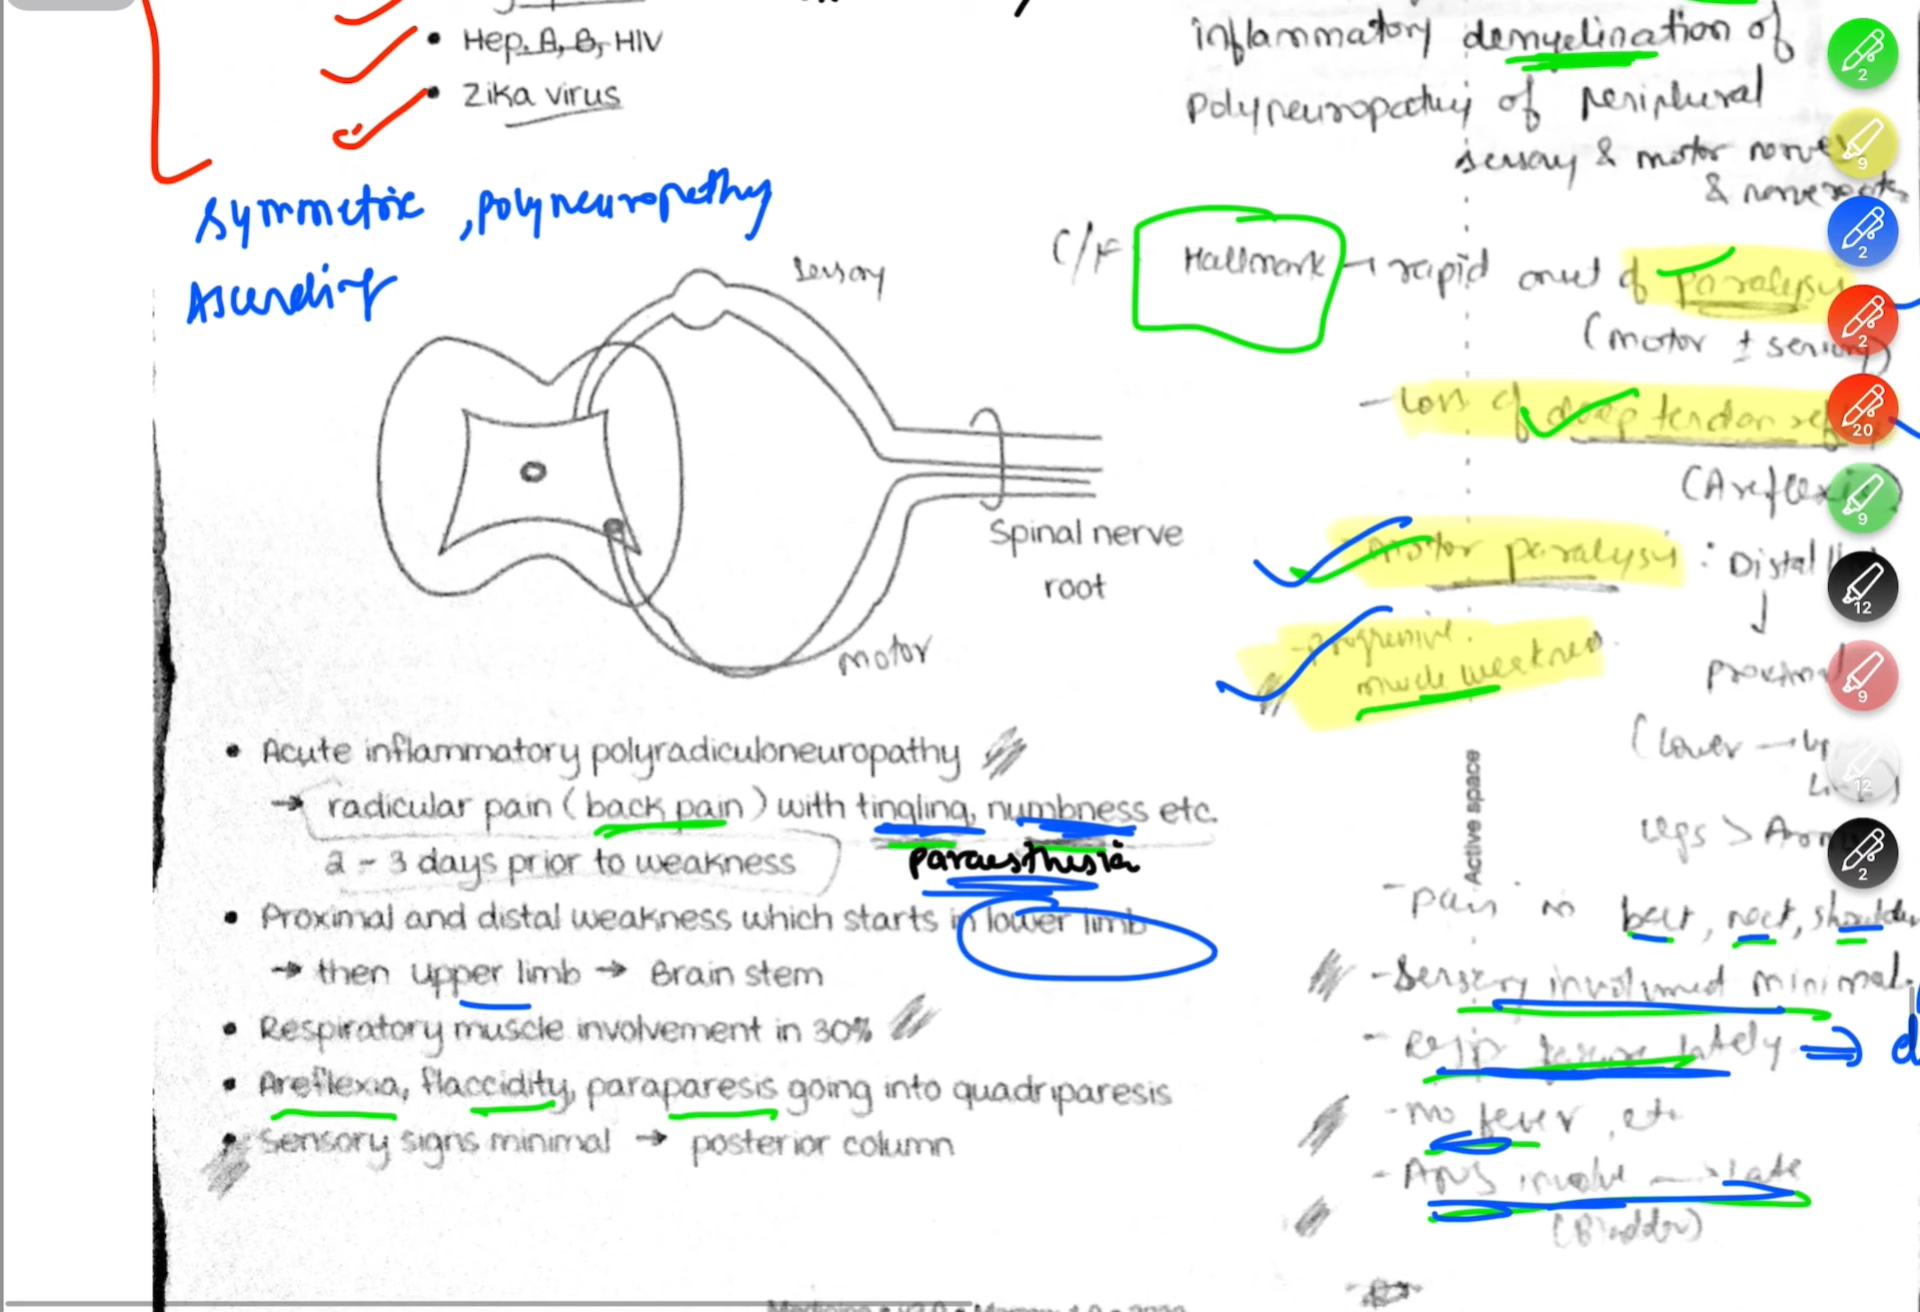 Hep. A, B, HIV
Zika virus
Symmetric, polyneuropathy
Ascending
sensory
Spinal nerve
root
motor
Acute inflammatory polyradiculoneuropathy
→ radicular pain (back pain) with tingling, numbness etc.
2 - 3 days prior to weakness
paraesthesia
Proximal and distal weakness which starts in lower limb
→ then upper limb → Brain stem
Respiratory muscle involvement in 30%
Areflexia, flaccidity, paraparesis going into quadriparesis
Sensory signs minimal → posterior column
inflammatory demyelination of
polyneuropathy of peripheral
sensory & motor nerves
& nerve roots
C/F Hallmark → rapid onset of paralysis
(motor ± sensory)
- Loss of deep tendon
(Areflexia)
- motor paralysis : Distal
↓
- progressive
muscle weakness
proximal
(Lower →
legs > Arm
Active space
- pain in back, neck, shoulder
- Sensory involved minimal
- Resp failure lately ⇒
- no fever, etc
- ANS involve → late
(Bladder)